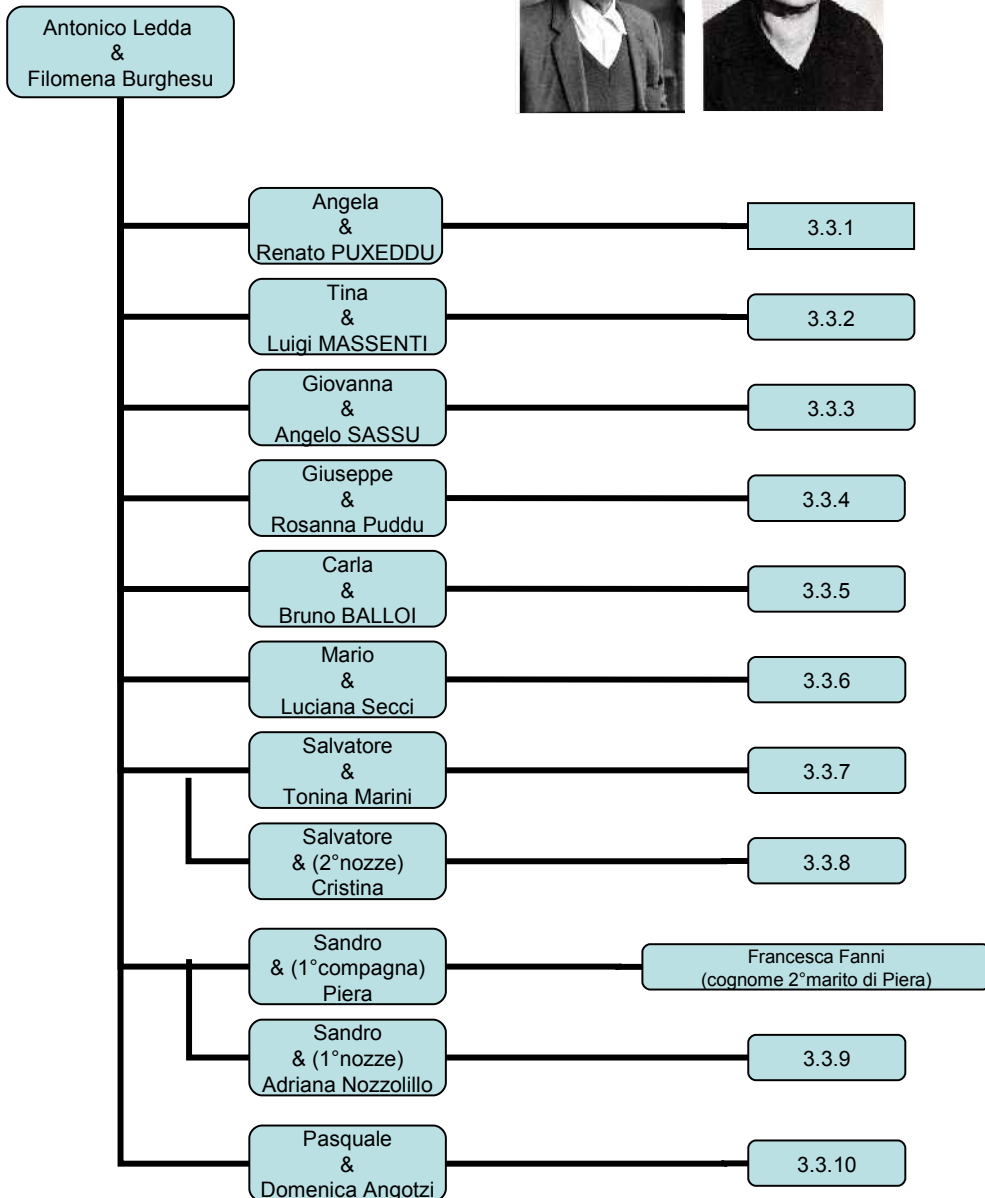 Antonico Ledda
&
Filomena Burghesu
Angela
&
Renato PUXEDDU
3.3.1
Tina
&
Luigi MASSENTI
3.3.2
Giovanna
&
Angelo SASSU
3.3.3
Giuseppe
&
Rosanna Puddu
3.3.4
Carla
&
Bruno BALLOI
3.3.5
Mario
&
Luciana Secci
3.3.6
Salvatore
&
Tonina Marini
3.3.7
Salvatore
& (2°nozze)
Cristina
3.3.8
Sandro
& (1°compagna)
Piera
Francesca Fanni
(cognome 2°marito di Piera)
Sandro
& (1°nozze)
Adriana Nozzolillo
3.3.9
Pasquale
&
Domenica Angotzi
3.3.10